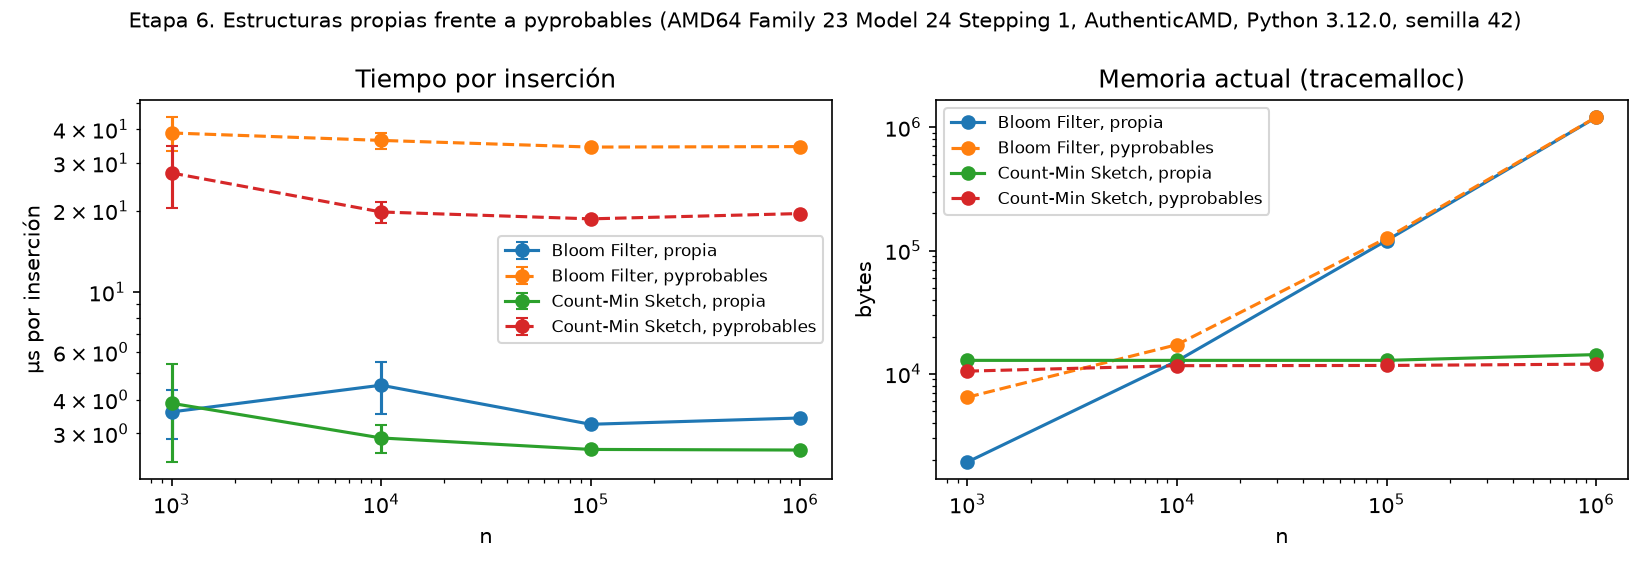 Etapa 6. Estructuras propias frente a pyprobables (AMD64 Family 23 Model 24 Stepping 1, AuthenticAMD, Python 3.12.0, semilla 42)
Tiempo por inserción
µs por inserción
4 × 10¹
3 × 10¹
2 × 10¹
10¹
6 × 10⁰
4 × 10⁰
3 × 10⁰
Bloom Filter, propia
Bloom Filter, pyprobables
Count-Min Sketch, propia
Count-Min Sketch, pyprobables
10³ 10⁴ 10⁵ 10⁶
n
Memoria actual (tracemalloc)
bytes
10⁶
10⁵
10⁴
Bloom Filter, propia
Bloom Filter, pyprobables
Count-Min Sketch, propia
Count-Min Sketch, pyprobables
10³ 10⁴ 10⁵ 10⁶
n